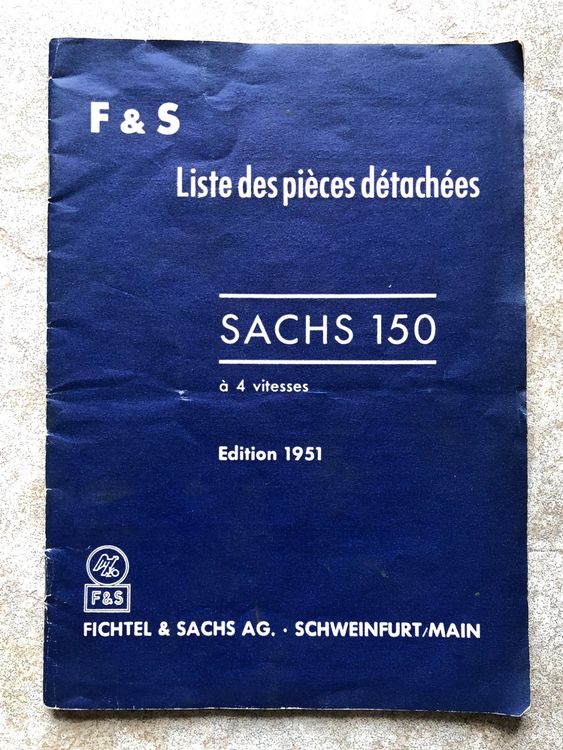 F & S
Liste des pièces détachées
SACHS 150
à 4 vitesses
Edition 1951
F&S
FICHTEL & SACHS AG. · SCHWEINFURT/MAIN